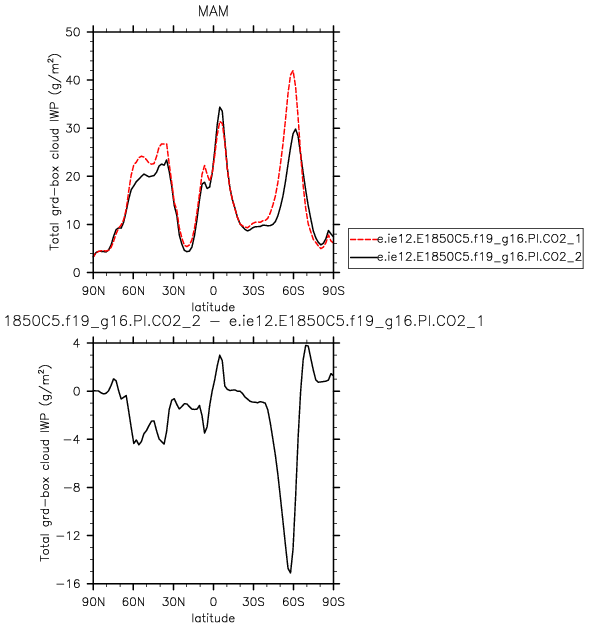 MAM
Total grd-box cloud IWP (g/m²)
50
40
30
20
10
0
90N 60N 30N 0 30S 60S 90S
latitude
e.ie12.E1850C5.f19_g16.PI.CO2_1
e.ie12.E1850C5.f19_g16.PI.CO2_2
1850C5.f19_g16.PI.CO2_2 - e.ie12.E1850C5.f19_g16.PI.CO2_1
Total grd-box cloud IWP (g/m²)
4
0
-4
-8
-12
-16
90N 60N 30N 0 30S 60S 90S
latitude